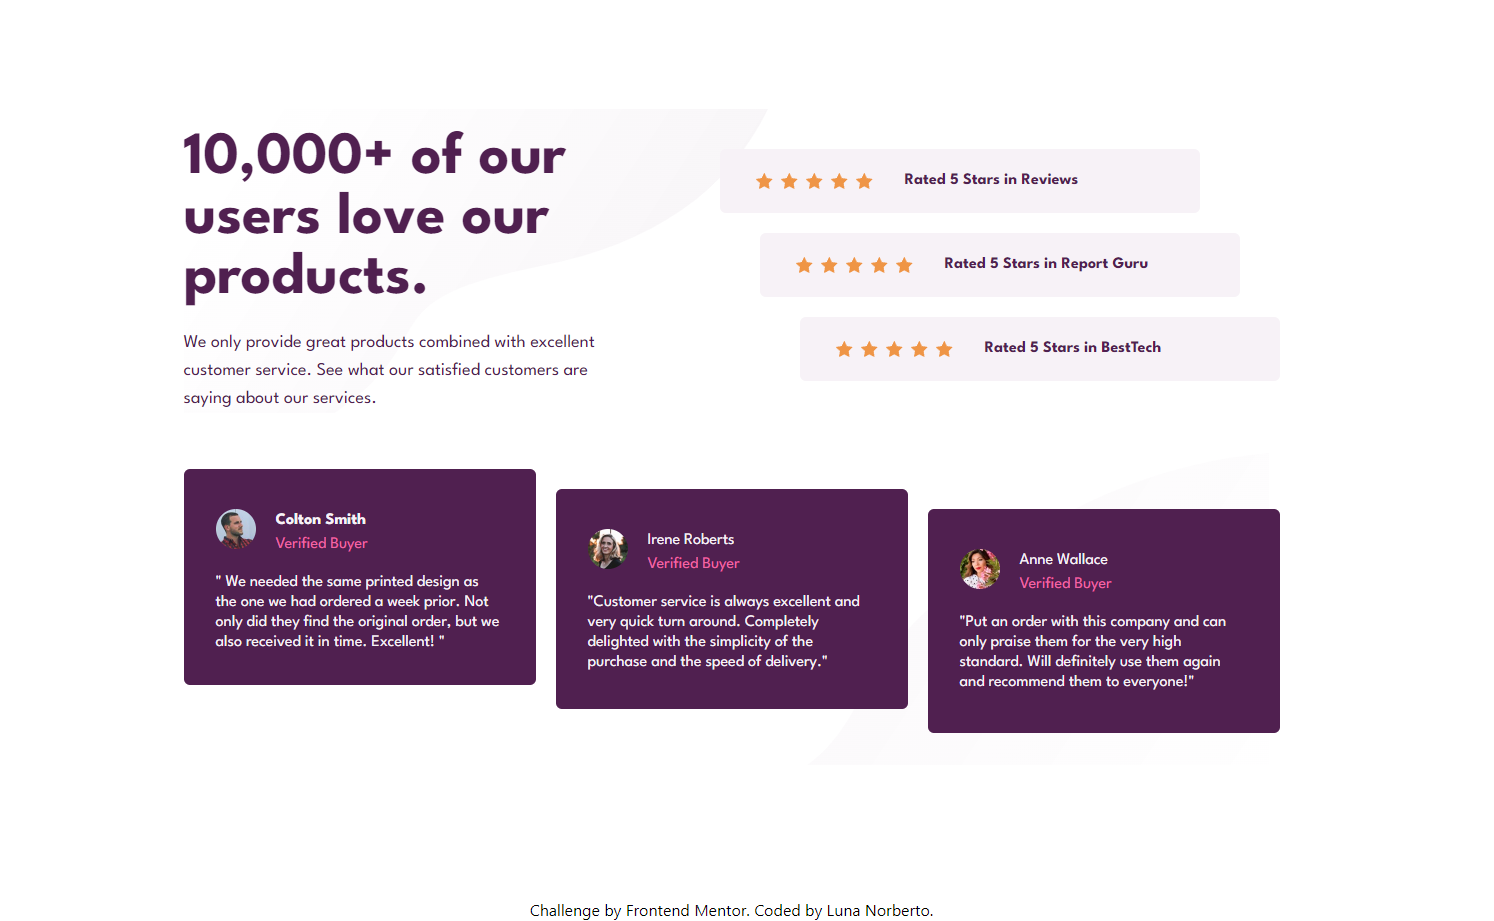 10,000+ of our
users love our
products.
We only provide great products combined with excellent
customer service. See what our satisfied customers are
saying about our services.
Rated 5 Stars in Reviews
Rated 5 Stars in Report Guru
Rated 5 Stars in BestTech
Colton Smith
Verified Buyer
" We needed the same printed design as
the one we had ordered a week prior. Not
only did they find the original order, but we
also received it in time. Excellent! "
Irene Roberts
Verified Buyer
"Customer service is always excellent and
very quick turn around. Completely
delighted with the simplicity of the
purchase and the speed of delivery."
Anne Wallace
Verified Buyer
"Put an order with this company and can
only praise them for the very high
standard. Will definitely use them again
and recommend them to everyone!"
Challenge by Frontend Mentor. Coded by Luna Norberto.